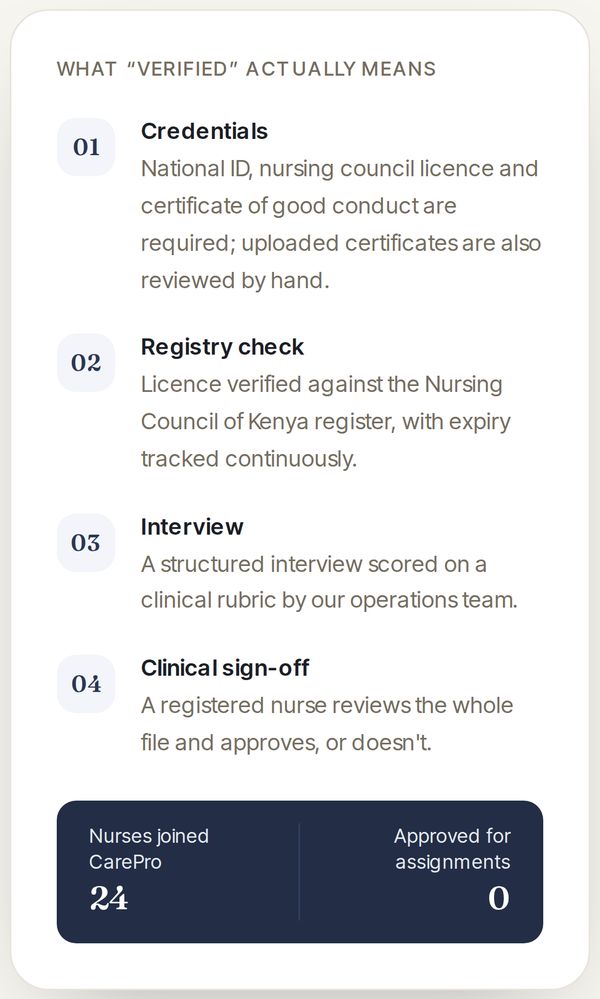 WHAT “VERIFIED” ACTUALLY MEANS
01
Credentials
National ID, nursing council licence and
certificate of good conduct are
required; uploaded certificates are also
reviewed by hand.
02
Registry check
Licence verified against the Nursing
Council of Kenya register, with expiry
tracked continuously.
03
Interview
A structured interview scored on a
clinical rubric by our operations team.
04
Clinical sign-off
A registered nurse reviews the whole
file and approves, or doesn't.
Nurses joined
CarePro
24
Approved for
assignments
0